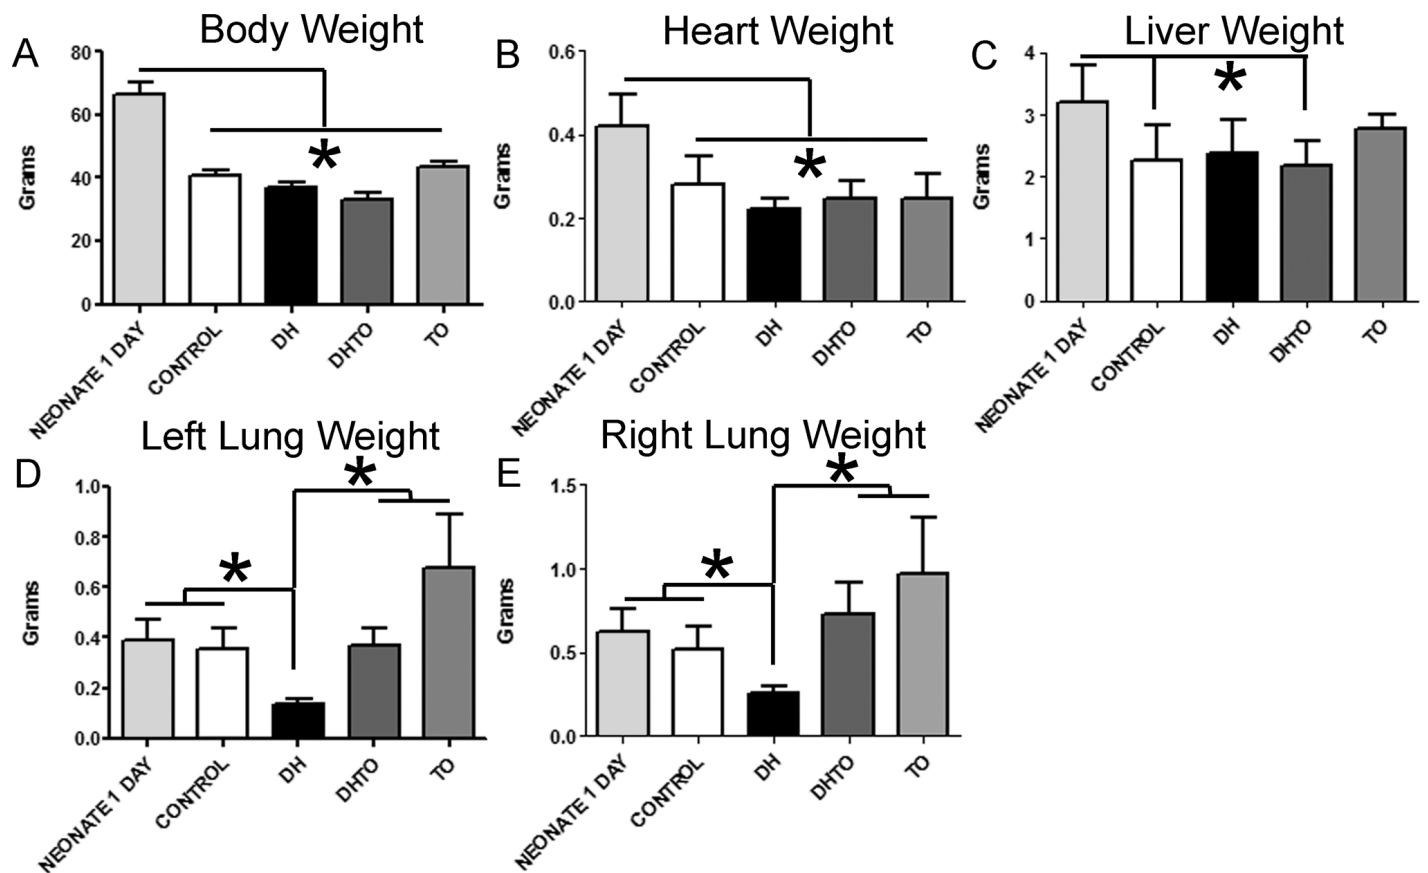 A
Body Weight
Grams
80
60
40
20
0
*
NEONATE 1 DAY
CONTROL
DH
DHTO
TO
B
Heart Weight
Grams
0.6
0.4
0.2
0.0
*
NEONATE 1 DAY
CONTROL
DH
DHTO
TO
C
Liver Weight
Grams
4
3
2
1
0
*
NEONATE 1 DAY
CONTROL
DH
DHTO
TO
D
Left Lung Weight
Grams
1.0
0.8
0.6
0.4
0.2
0.0
*
*
NEONATE 1 DAY
CONTROL
DH
DHTO
TO
E
Right Lung Weight
Grams
1.5
1.0
0.5
0.0
*
*
NEONATE 1 DAY
CONTROL
DH
DHTO
TO